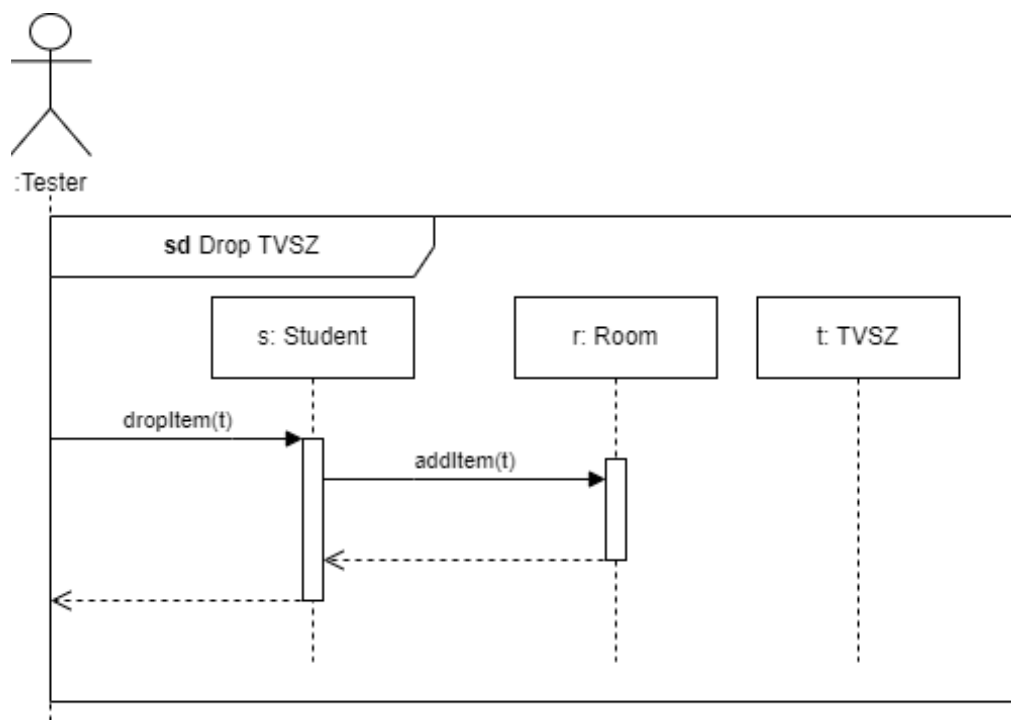 :Tester
sd Drop TVSZ
s: Student
r: Room
t: TVSZ
dropItem(t)
addItem(t)